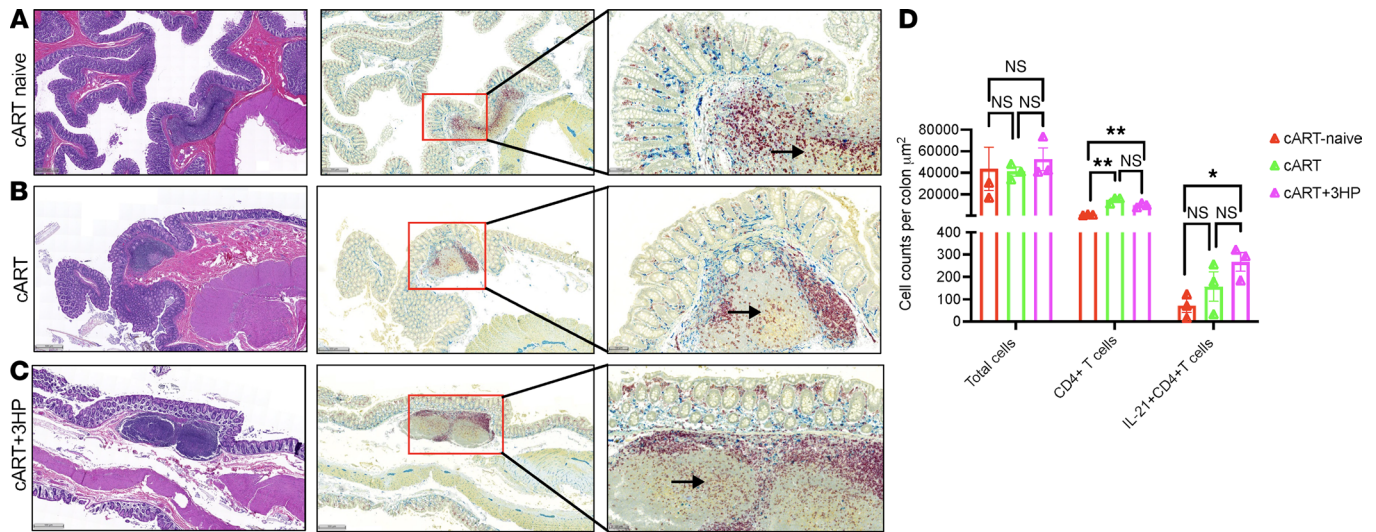 A
cART naive
B
cART
C
cART+3HP
D
NS
NS NS
**
** NS
*
NS NS
80000
60000
40000
20000
400
300
200
100
0
Cell counts per colon μm2
Total cells
CD4+ T cells
IL-21+CD4+ T cells
cART-naive
cART
cART+3HP